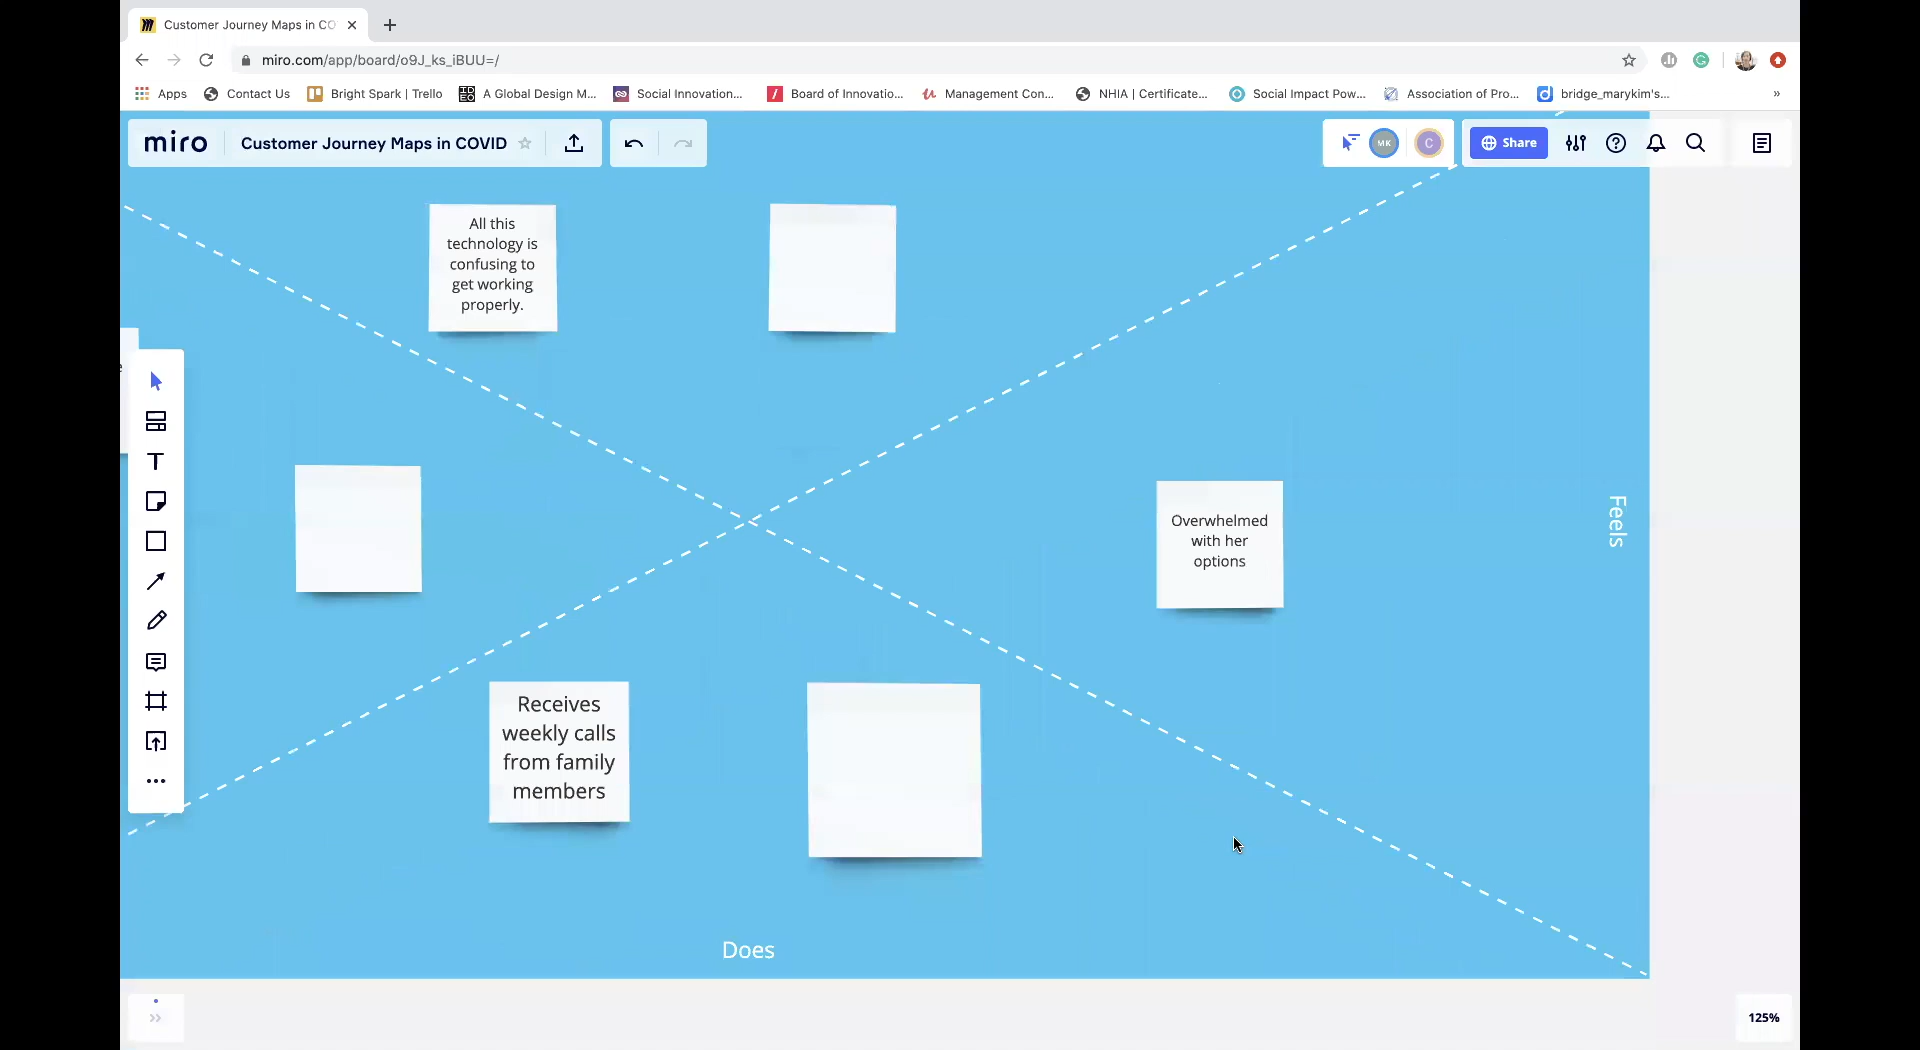 Customer Journey Maps in CO
miro.com/app/board/o9J_ks_iBUU=/
Apps
Contact Us
Bright Spark | Trello
A Global Design M...
Social Innovation...
Board of Innovatio...
Management Con...
NHIA | Certificate...
Social Impact Pow...
Association of Pro...
bridge_marykim's...
»
miro
Customer Journey Maps in COVID
MK
C
Share
All this
technology is
confusing to
get working
properly.
e
T
Overwhelmed
with her
options
Feels
Receives
weekly calls
from family
members
Does
125%